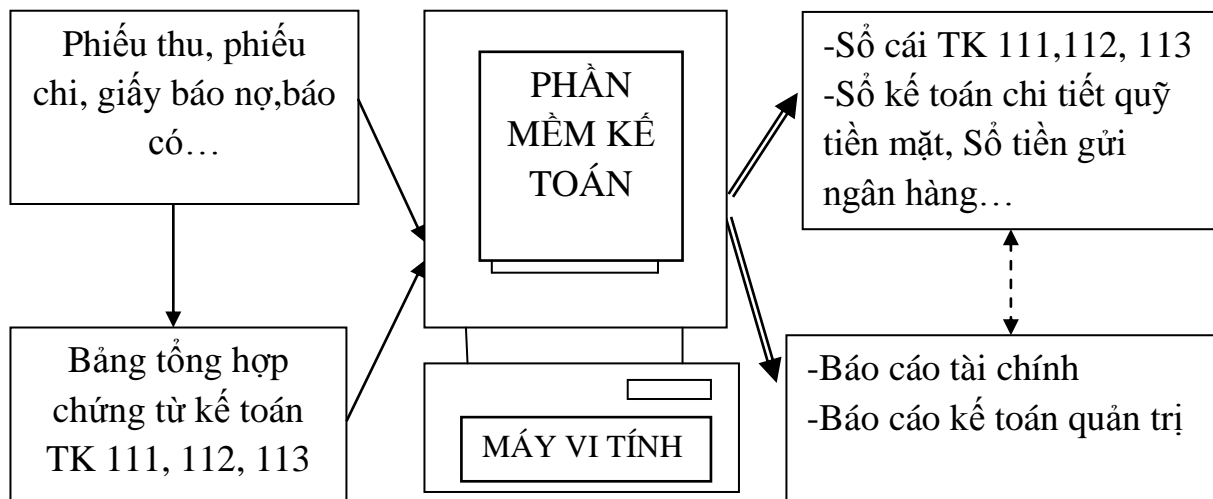 Phiếu thu, phiếu
chi, giấy báo nợ,báo
có…
Bảng tổng hợp
chứng từ kế toán
TK 111, 112, 113
PHẦN
MỀM KẾ
TOÁN
MÁY VI TÍNH
-Sổ cái TK 111,112, 113
-Sổ kế toán chi tiết quỹ
tiền mặt, Sổ tiền gửi
ngân hàng…
-Báo cáo tài chính
-Báo cáo kế toán quản trị